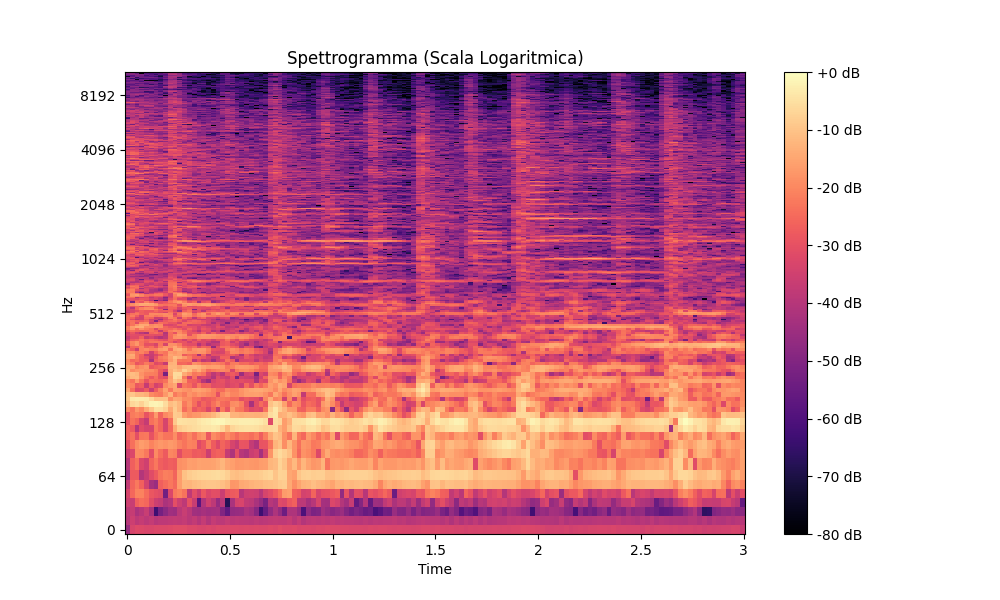 Spettrogramma (Scala Logaritmica)
Hz
8192
4096
2048
1024
512
256
128
64
0
0
0.5
1
1.5
2
2.5
3
Time
+0 dB
-10 dB
-20 dB
-30 dB
-40 dB
-50 dB
-60 dB
-70 dB
-80 dB